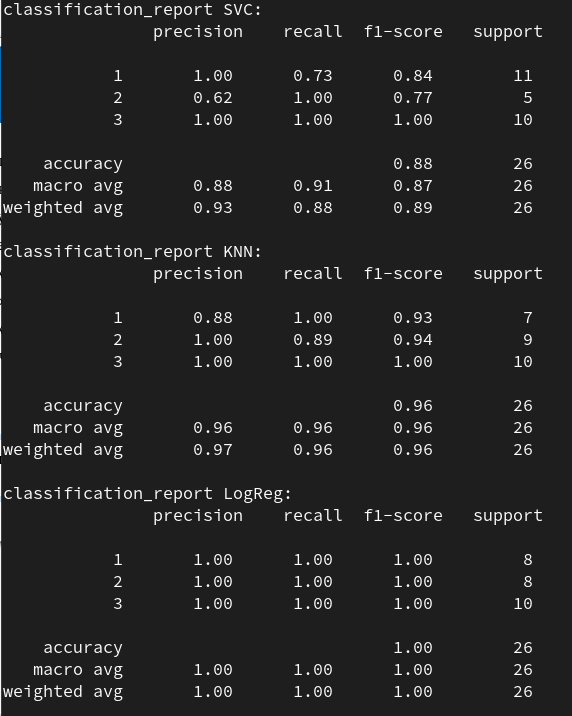 classification_report SVC:
precision recall f1-score support
1 1.00 0.73 0.84 11
2 0.62 1.00 0.77 5
3 1.00 1.00 1.00 10
accuracy 0.88 26
macro avg 0.88 0.91 0.87 26
weighted avg 0.93 0.88 0.89 26
classification_report KNN:
precision recall f1-score support
1 0.88 1.00 0.93 7
2 1.00 0.89 0.94 9
3 1.00 1.00 1.00 10
accuracy 0.96 26
macro avg 0.96 0.96 0.96 26
weighted avg 0.97 0.96 0.96 26
classification_report LogReg:
precision recall f1-score support
1 1.00 1.00 1.00 8
2 1.00 1.00 1.00 8
3 1.00 1.00 1.00 10
accuracy 1.00 26
macro avg 1.00 1.00 1.00 26
weighted avg 1.00 1.00 1.00 26